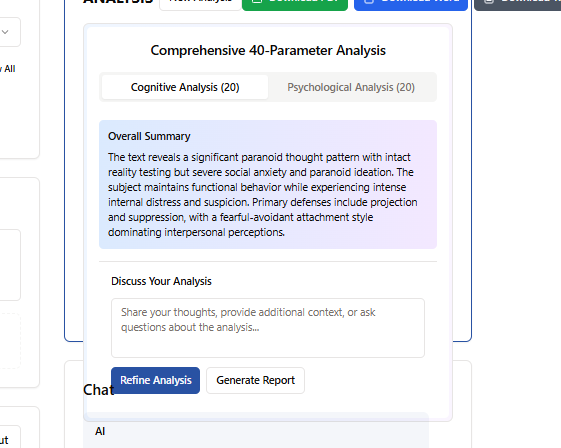 ANALYSIS
New Analysis
Download PDF
Download Word
Comprehensive 40-Parameter Analysis
Cognitive Analysis (20)
Psychological Analysis (20)
All
Overall Summary
The text reveals a significant paranoid thought pattern with intact
reality testing but severe social anxiety and paranoid ideation. The
subject maintains functional behavior while experiencing intense
internal distress and suspicion. Primary defenses include projection
and suppression, with a fearful-avoidant attachment style
dominating interpersonal perceptions.
Discuss Your Analysis
Share your thoughts, provide additional context, or ask
questions about the analysis...
Refine Analysis
Generate Report
Chat
AI